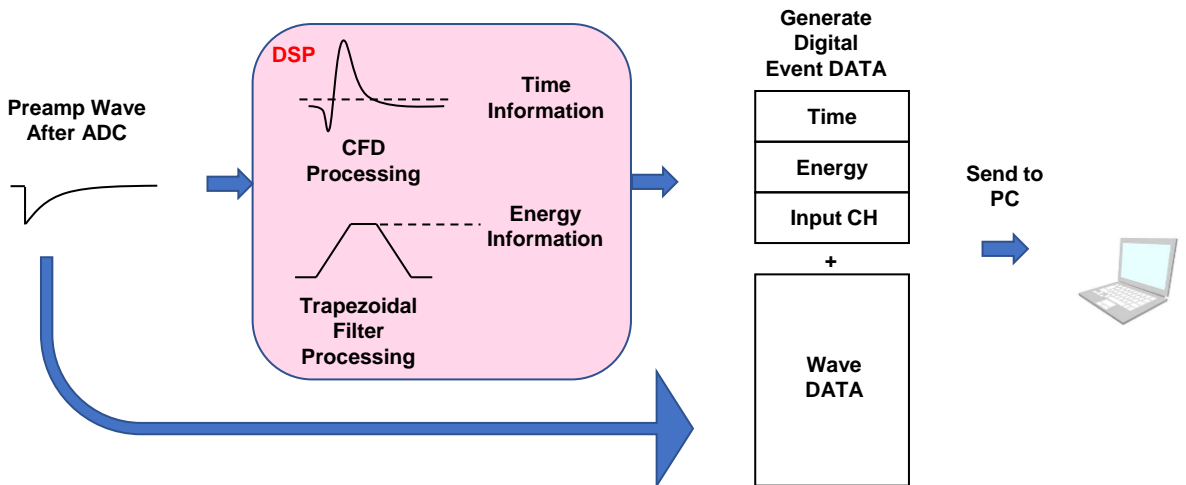 Preamp Wave
After ADC
DSP
CFD
Processing
Time
Information
Trapezoidal
Filter
Processing
Energy
Information
Generate
Digital
Event DATA
Time
Energy
Input CH
+
Wave
DATA
Send to
PC